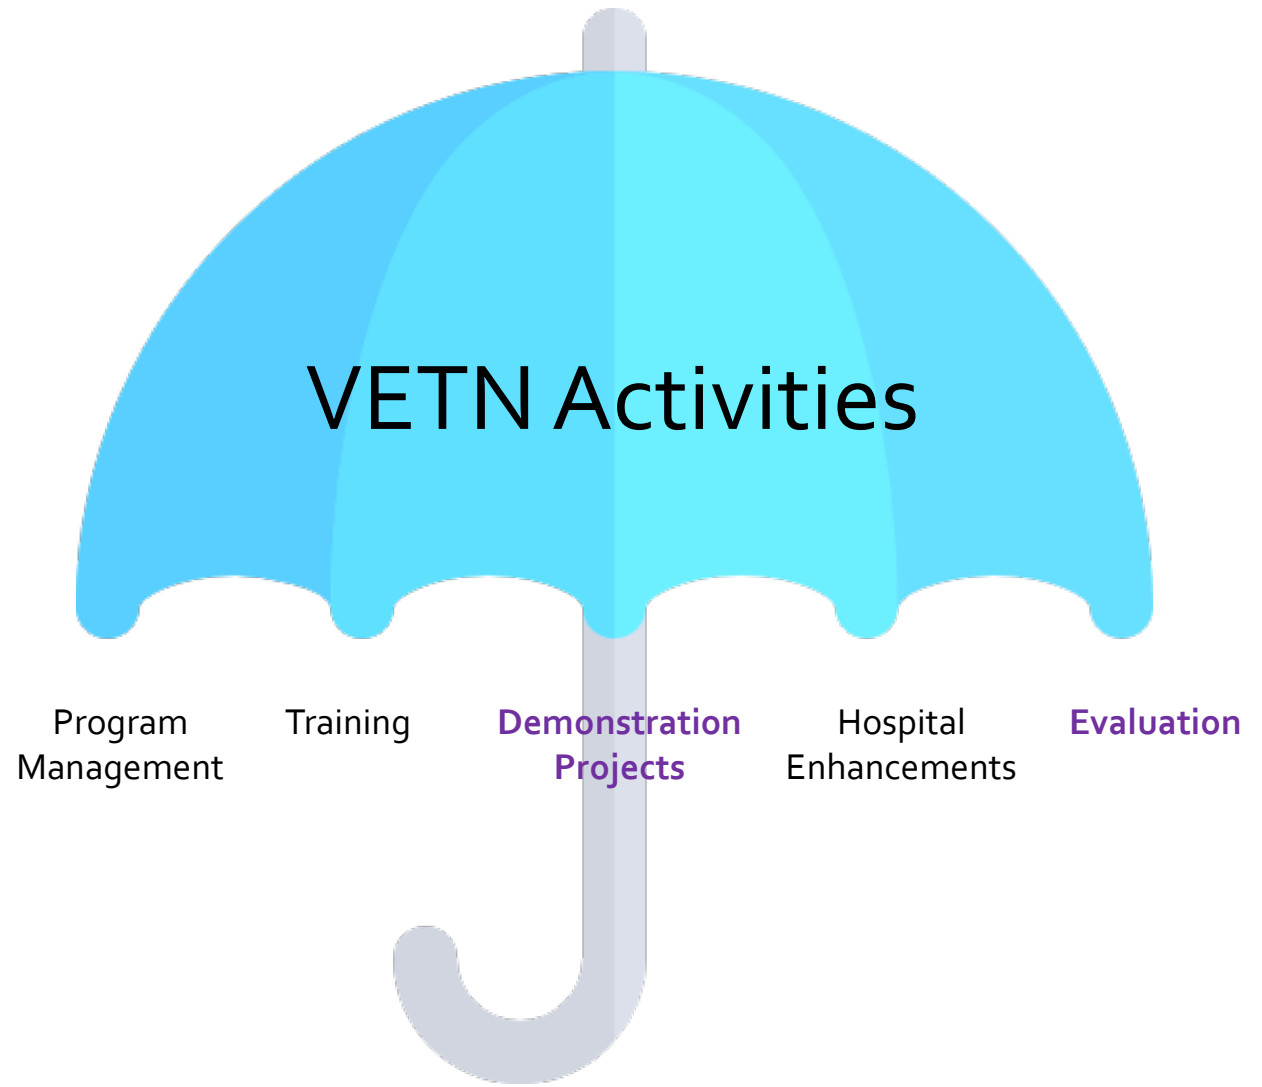 VETN Activities
Program
Management
Training
Demonstration
Projects
Hospital
Enhancements
Evaluation